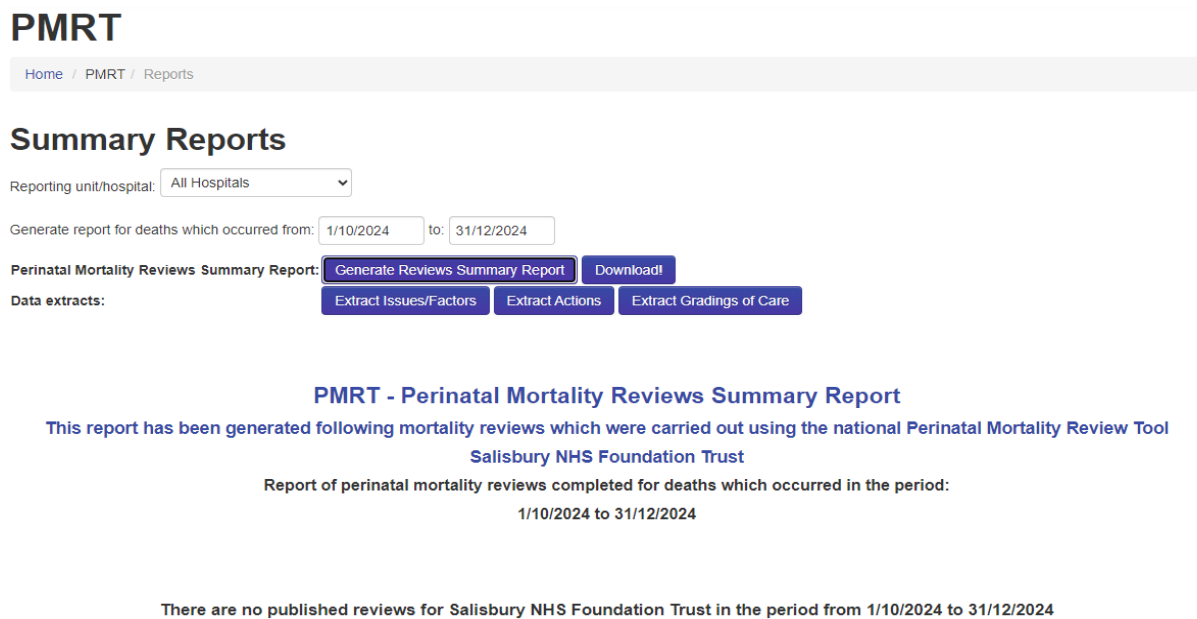 PMRT
Home / PMRT / Reports
Summary Reports
Reporting unit/hospital: All Hospitals
Generate report for deaths which occurred from: 1/10/2024 to: 31/12/2024
Perinatal Mortality Reviews Summary Report: Generate Reviews Summary Report Download!
Data extracts: Extract Issues/Factors Extract Actions Extract Gradings of Care
PMRT - Perinatal Mortality Reviews Summary Report
This report has been generated following mortality reviews which were carried out using the national Perinatal Mortality Review Tool
Salisbury NHS Foundation Trust
Report of perinatal mortality reviews completed for deaths which occurred in the period:
1/10/2024 to 31/12/2024
There are no published reviews for Salisbury NHS Foundation Trust in the period from 1/10/2024 to 31/12/2024